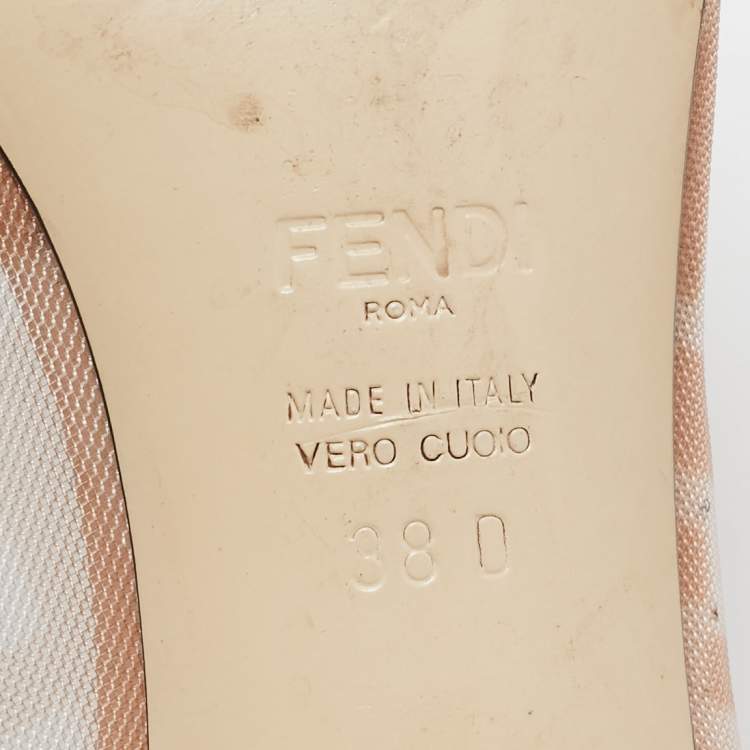 FENDI
ROMA
MADE IN ITALY
VERO CUOIO
38 D